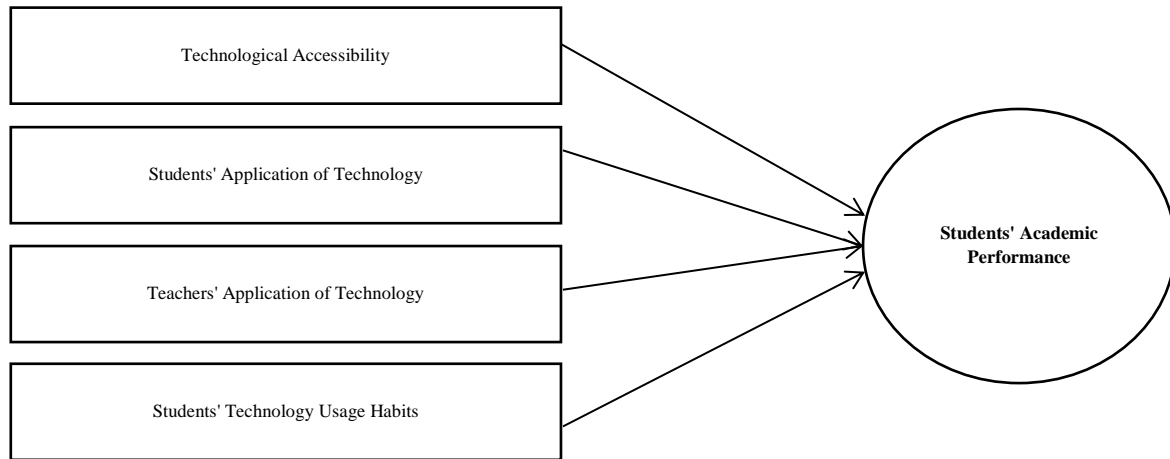 Technological Accessibility
Students' Application of Technology
Teachers' Application of Technology
Students' Technology Usage Habits
Students' Academic
Performance